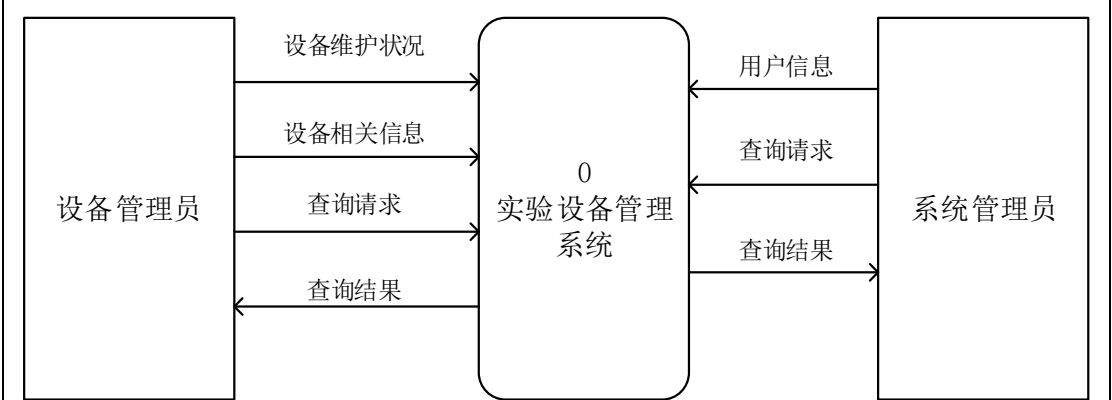 设备维护状况
设备相关信息
查询请求
查询结果
设备管理员
0
实验设备管理
系统
用户信息
查询请求
查询结果
系统管理员